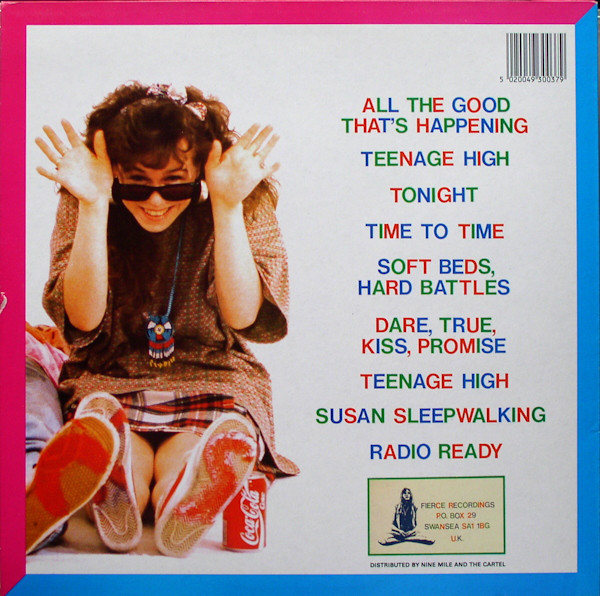 5 020049 300379
ALL THE GOOD
THAT'S HAPPENING
TEENAGE HIGH
TONIGHT
TIME TO TIME
SOFT BEDS,
HARD BATTLES
DARE, TRUE,
KISS, PROMISE
TEENAGE HIGH
SUSAN SLEEPWALKING
RADIO READY
Coca-Cola
FIERCE RECORDINGS
P.O. BOX 29
SWANSEA SA1 1BG
U.K.
DISTRIBUTED BY NINE MILE AND THE CARTEL